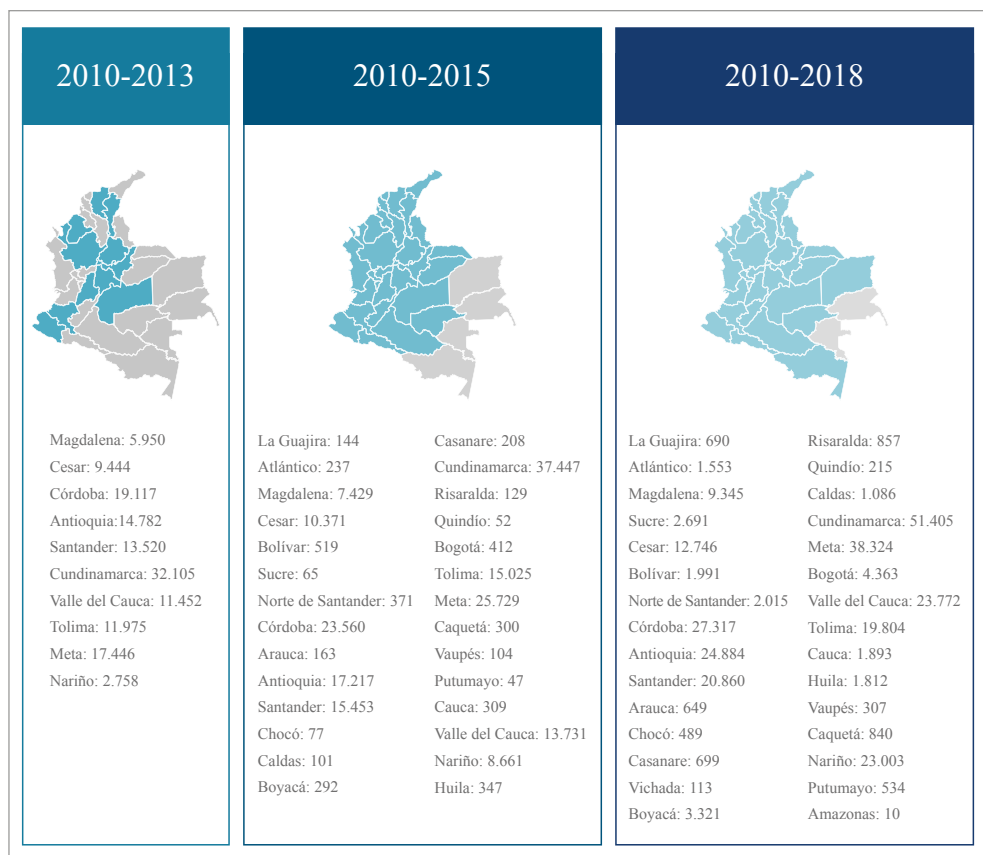 2010-2013
Magdalena: 5.950
Cesar: 9.444
Córdoba: 19.117
Antioquia:14.782
Santander: 13.520
Cundinamarca: 32.105
Valle del Cauca: 11.452
Tolima: 11.975
Meta: 17.446
Nariño: 2.758
2010-2015
La Guajira: 144
Atlántico: 237
Magdalena: 7.429
Cesar: 10.371
Bolívar: 519
Sucre: 65
Norte de Santander: 371
Córdoba: 23.560
Arauca: 163
Antioquia: 17.217
Santander: 15.453
Chocó: 77
Caldas: 101
Boyacá: 292
Casanare: 208
Cundinamarca: 37.447
Risaralda: 129
Quindío: 52
Bogotá: 412
Tolima: 15.025
Meta: 25.729
Caquetá: 300
Vaupés: 104
Putumayo: 47
Cauca: 309
Valle del Cauca: 13.731
Nariño: 8.661
Huila: 347
2010-2018
La Guajira: 690
Atlántico: 1.553
Magdalena: 9.345
Sucre: 2.691
Cesar: 12.746
Bolívar: 1.991
Norte de Santander: 2.015
Córdoba: 27.317
Antioquia: 24.884
Santander: 20.860
Arauca: 649
Chocó: 489
Casanare: 699
Vichada: 113
Boyacá: 3.321
Risaralda: 857
Quindío: 215
Caldas: 1.086
Cundinamarca: 51.405
Meta: 38.324
Bogotá: 4.363
Valle del Cauca: 23.772
Tolima: 19.804
Cauca: 1.893
Huila: 1.812
Vaupés: 307
Caquetá: 840
Nariño: 23.003
Putumayo: 534
Amazonas: 10